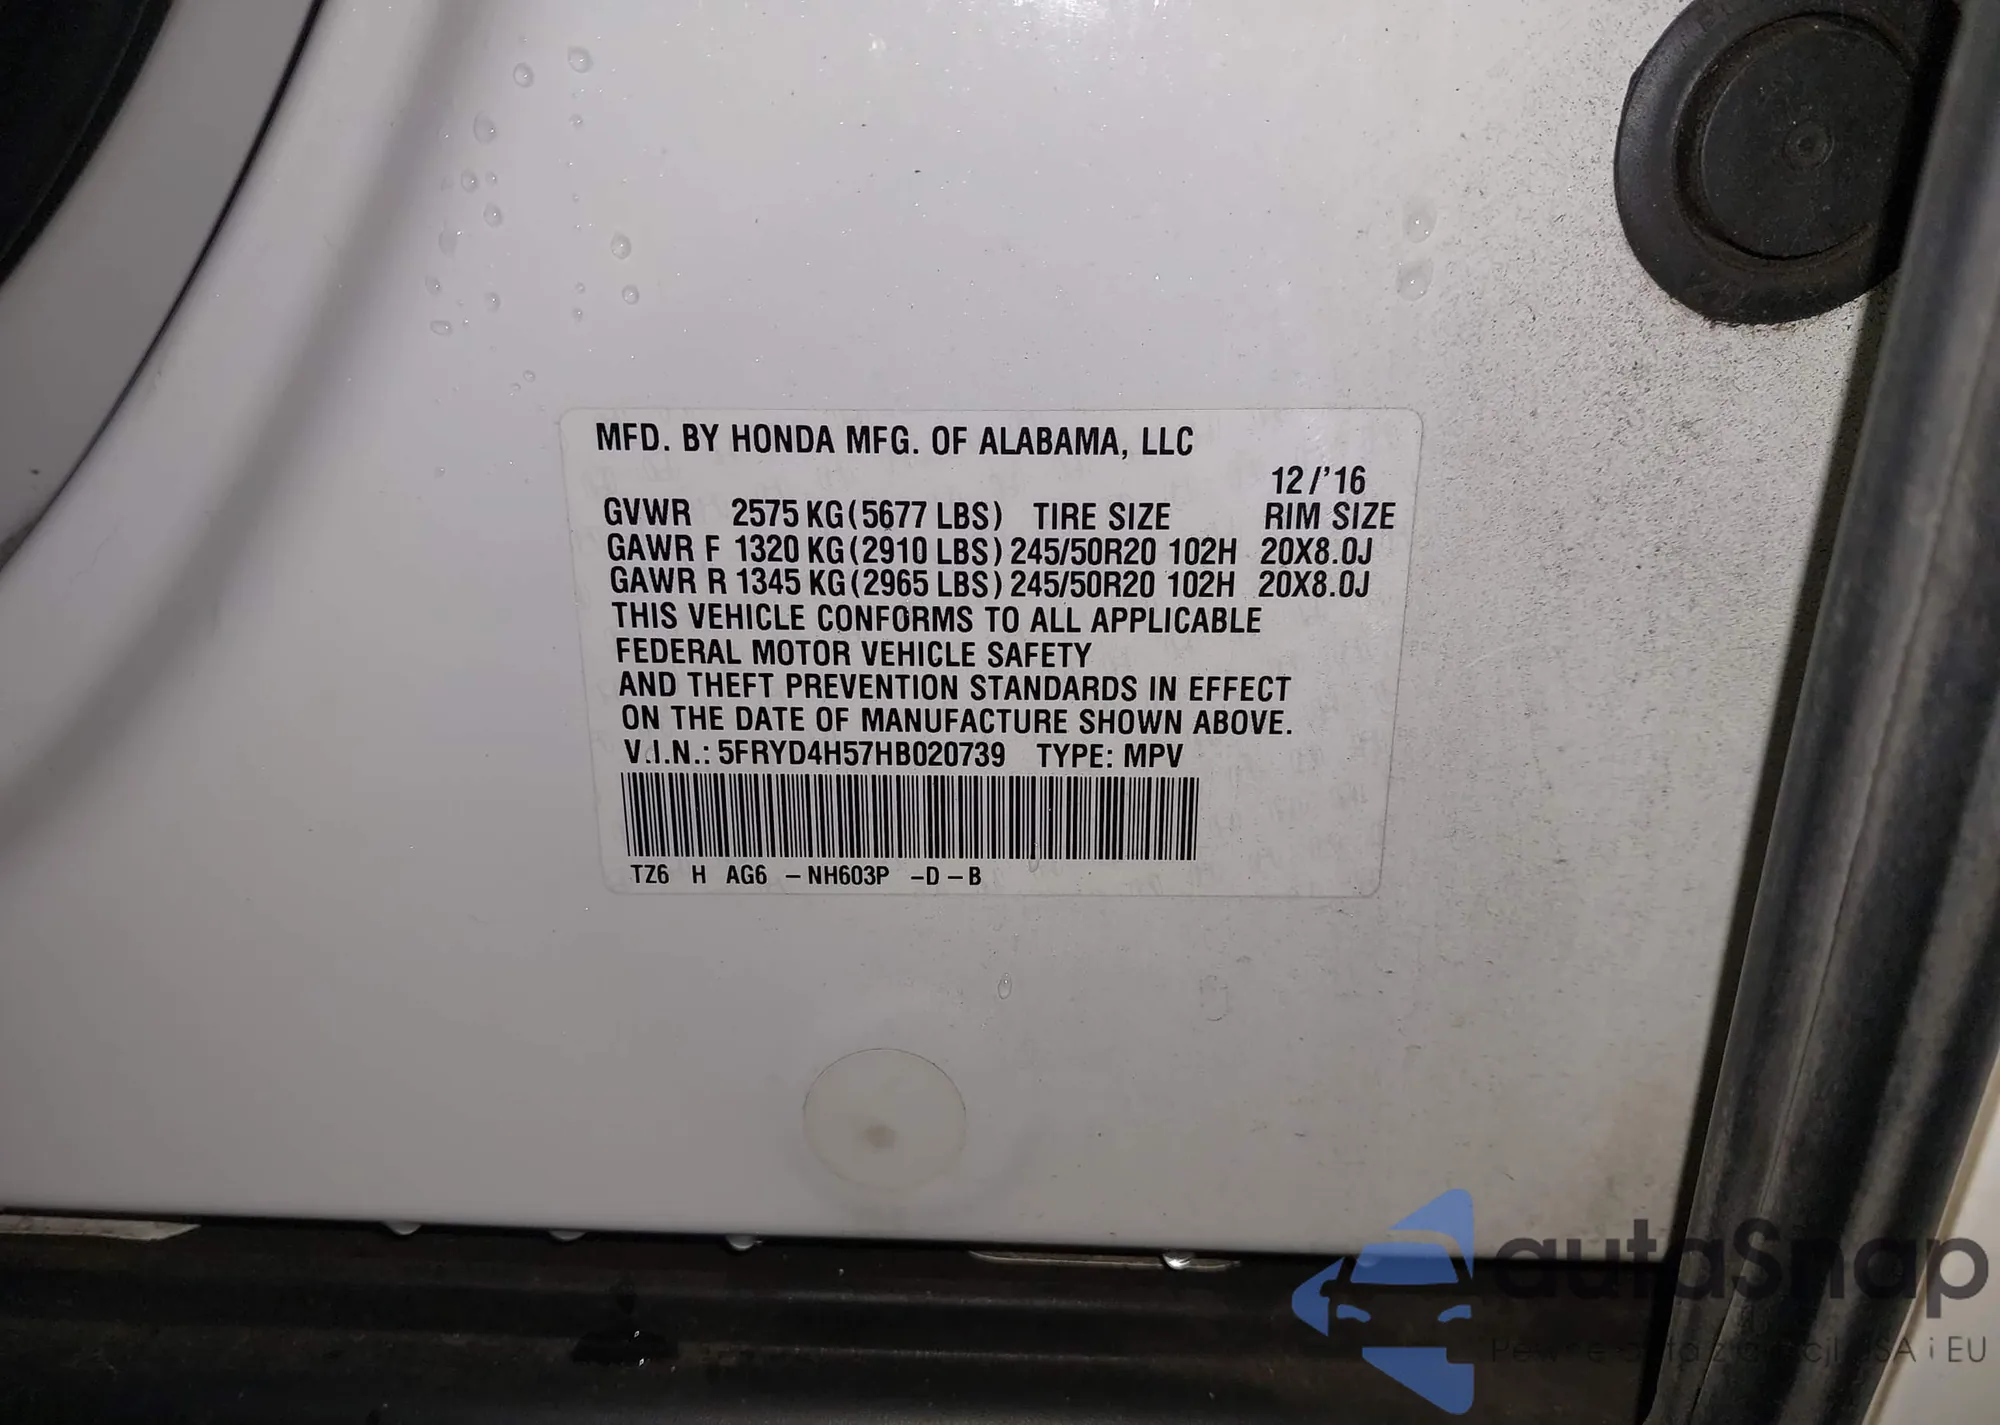 MFD. BY HONDA MFG. OF ALABAMA, LLC
12/'16
GVWR 2575 KG(5677 LBS) TIRE SIZE RIM SIZE
GAWR F 1320 KG(2910 LBS) 245/50R20 102H 20X8.0J
GAWR R 1345 KG(2965 LBS) 245/50R20 102H 20X8.0J
THIS VEHICLE CONFORMS TO ALL APPLICABLE
FEDERAL MOTOR VEHICLE SAFETY
AND THEFT PREVENTION STANDARDS IN EFFECT
ON THE DATE OF MANUFACTURE SHOWN ABOVE.
V.I.N.: 5FRYD4H57HB020739 TYPE: MPV
TZ6 H AG6 -NH603P -D-B
autaSnap
i EU